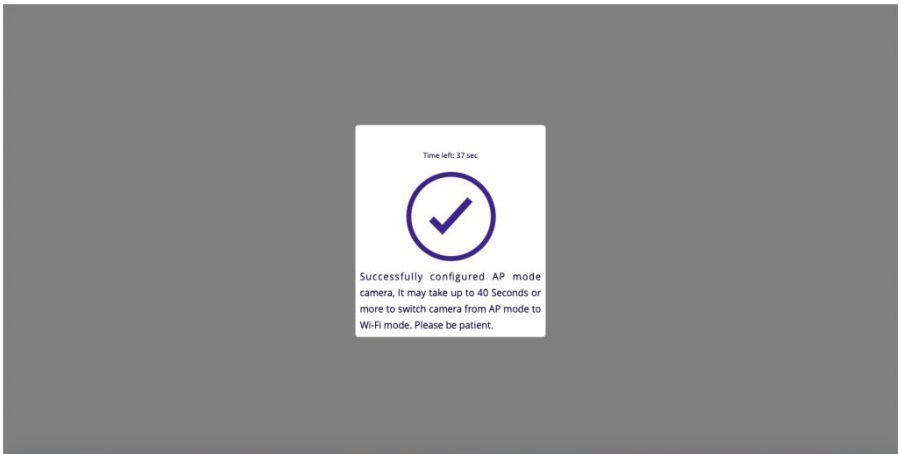 Time left: 37 sec
Successfully configured AP mode
camera, It may take up to 40 Seconds or
more to switch camera from AP mode to
Wi-Fi mode. Please be patient.